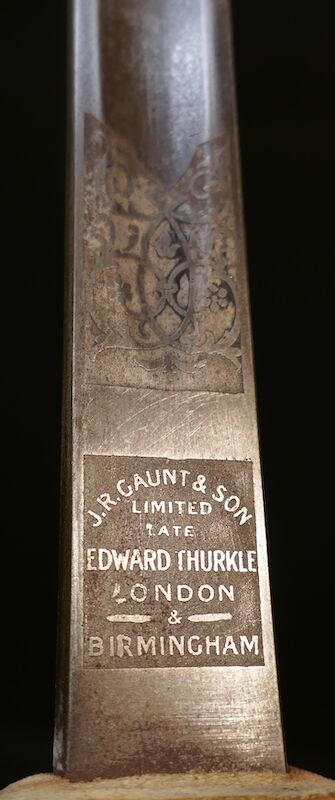 J.R. GAUNT & SON
LIMITED
LATE
EDWARD THURKLE
LONDON
&
BIRMINGHAM